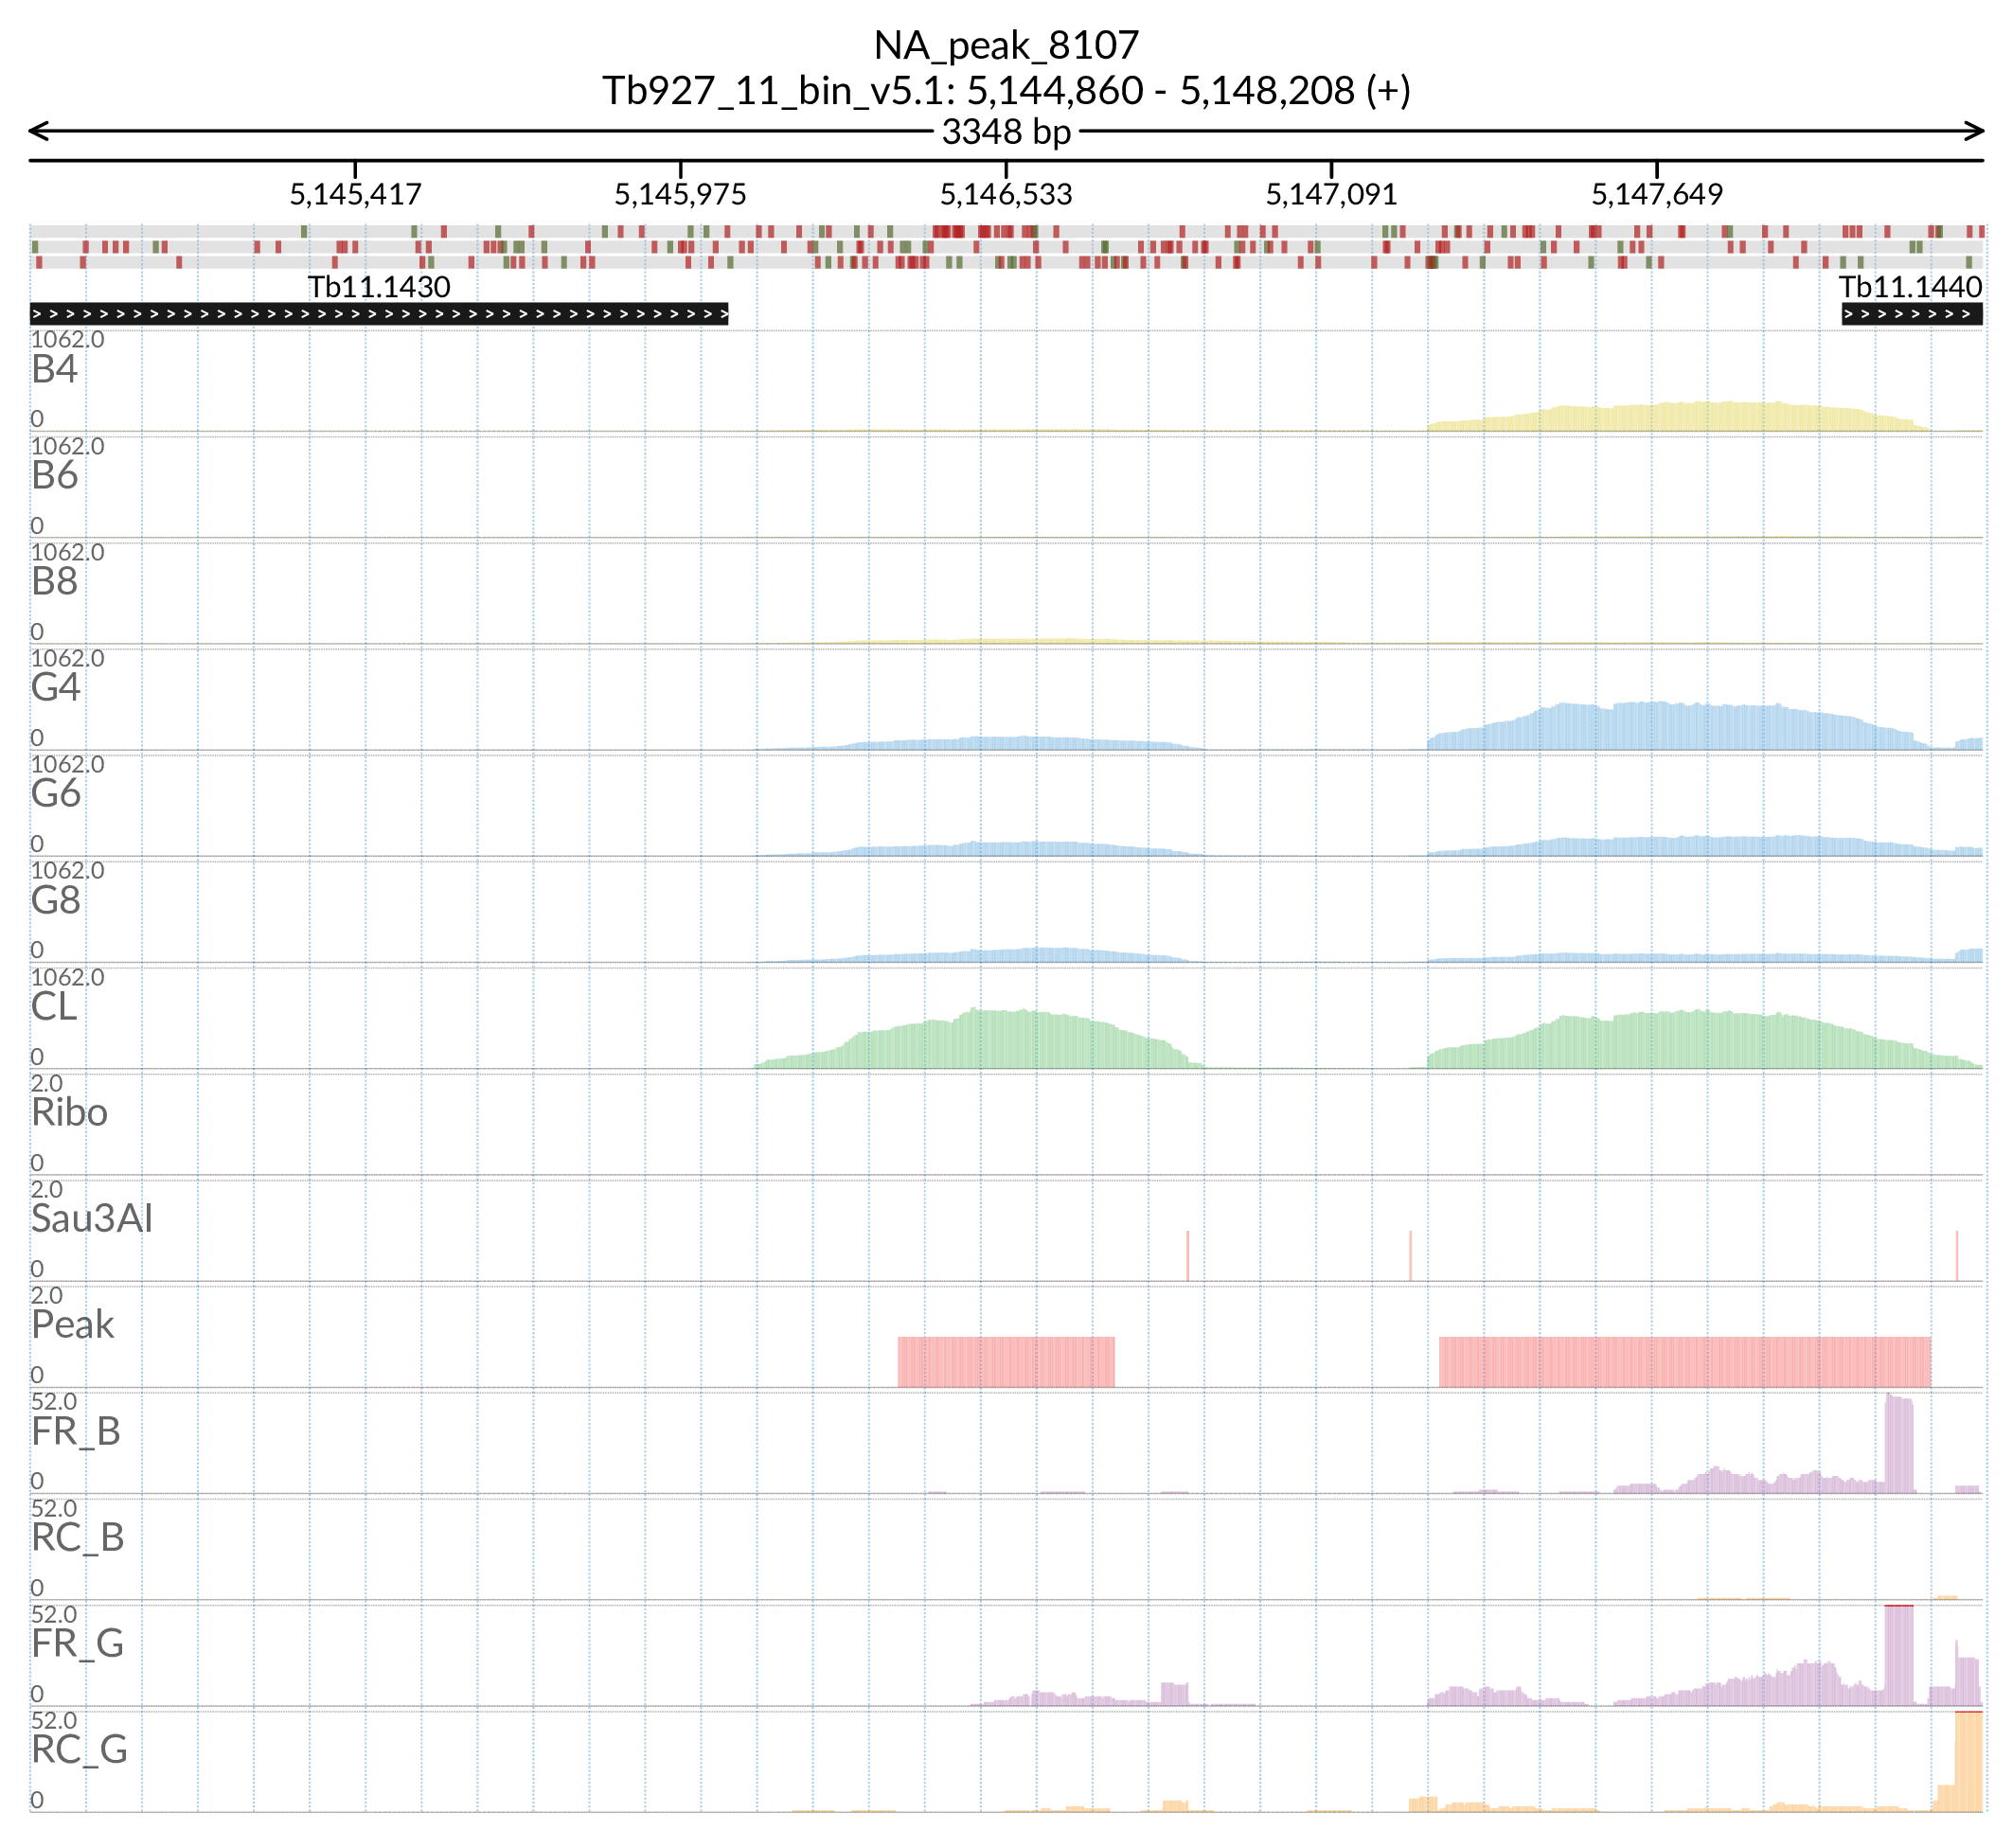 NA_peak_8107
Tb927_11_bin_v5.1: 5,144,860 - 5,148,208 (+)
3348 bp
5,145,417 5,145,975 5,146,533 5,147,091 5,147,649
Tb11.1430 Tb11.1440
1062.0
B4
0
1062.0
B6
0
1062.0
B8
0
1062.0
G4
0
1062.0
G6
0
1062.0
G8
0
1062.0
CL
0
2.0
Ribo
0
2.0
Sau3AI
0
2.0
Peak
0
52.0
FR_B
0
52.0
RC_B
0
52.0
FR_G
0
52.0
RC_G
0